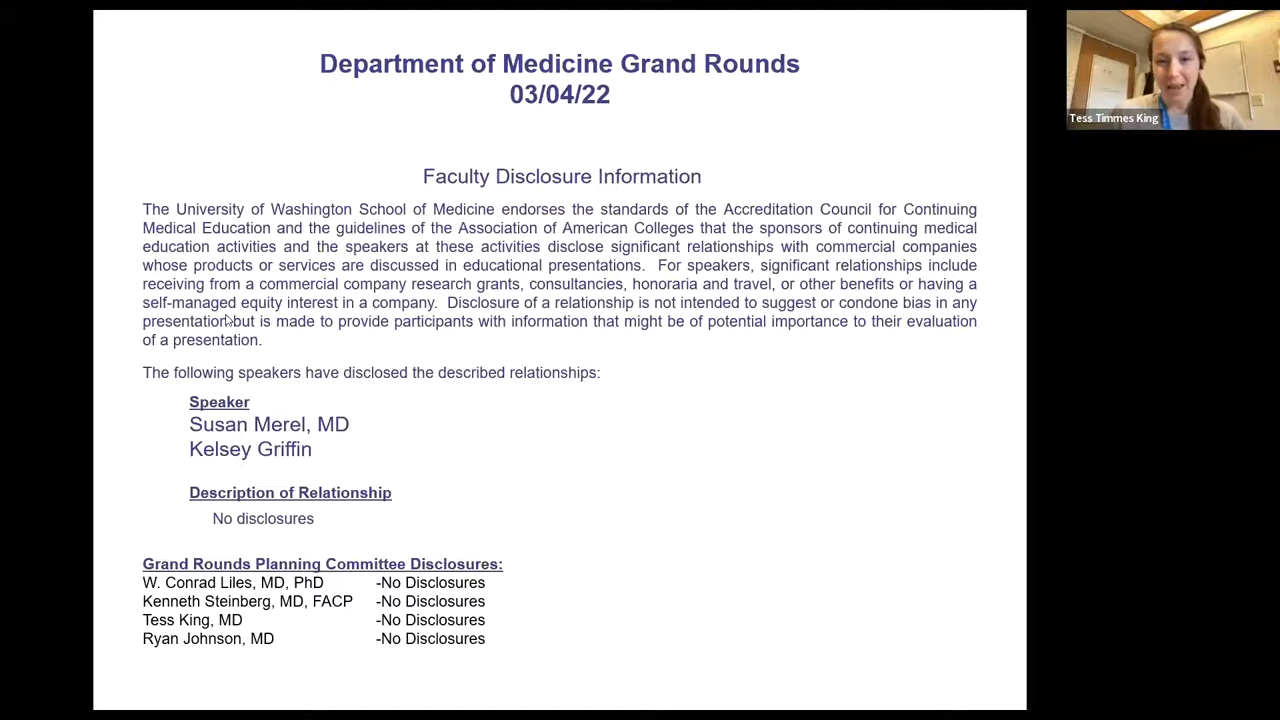 Department of Medicine Grand Rounds
03/04/22
Tess Timmes King
Faculty Disclosure Information
The University of Washington School of Medicine endorses the standards of the Accreditation Council for Continuing
Medical Education and the guidelines of the Association of American Colleges that the sponsors of continuing medical
education activities and the speakers at these activities disclose significant relationships with commercial companies
whose products or services are discussed in educational presentations. For speakers, significant relationships include
receiving from a commercial company research grants, consultancies, honoraria and travel, or other benefits or having a
self-managed equity interest in a company. Disclosure of a relationship is not intended to suggest or condone bias in any
presentation but is made to provide participants with information that might be of potential importance to their evaluation
of a presentation.
The following speakers have disclosed the described relationships:
Speaker
Susan Merel, MD
Kelsey Griffin
Description of Relationship
No disclosures
Grand Rounds Planning Committee Disclosures:
W. Conrad Liles, MD, PhD -No Disclosures
Kenneth Steinberg, MD, FACP -No Disclosures
Tess King, MD -No Disclosures
Ryan Johnson, MD -No Disclosures